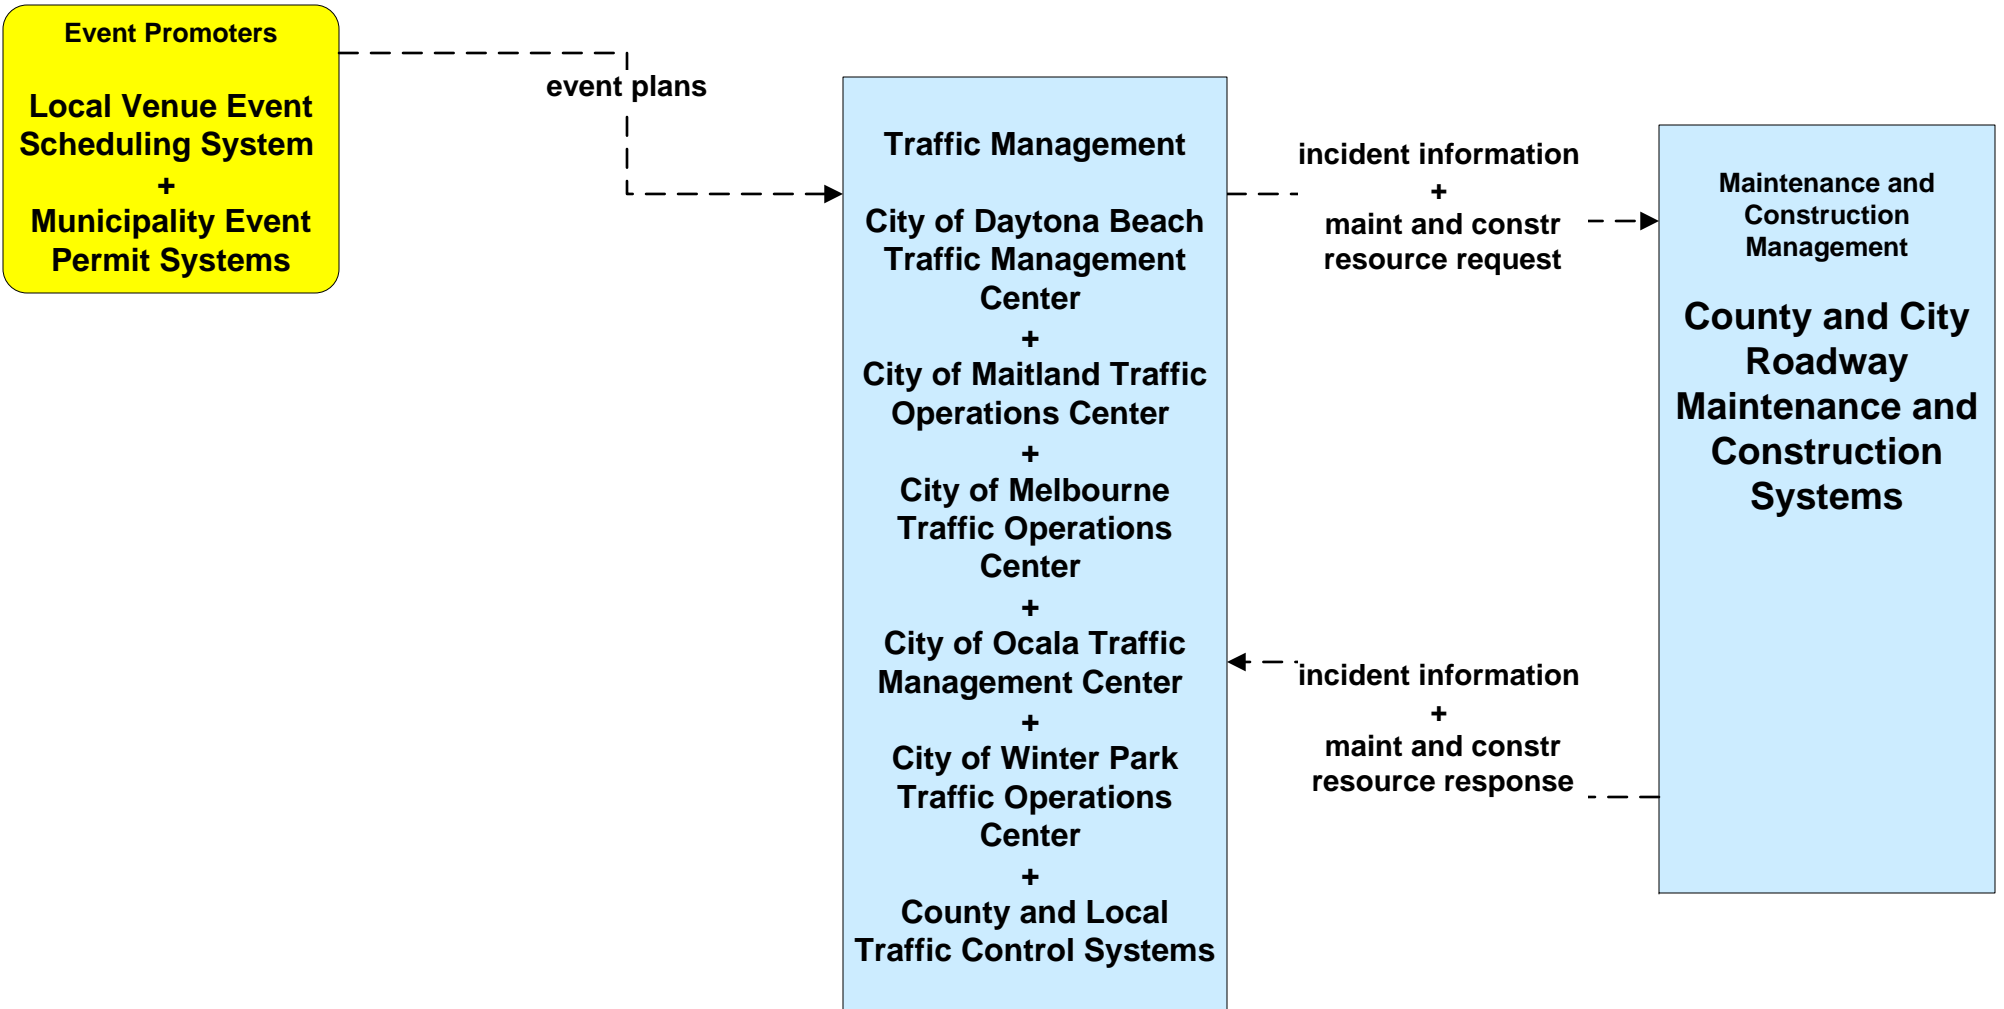 Event Promoters
Local Venue Event
Scheduling System
+
Municipality Event
Permit Systems
event plans
Traffic Management
City of Daytona Beach
Traffic Management
Center
+
City of Maitland Traffic
Operations Center
+
City of Melbourne
Traffic Operations
Center
+
City of Ocala Traffic
Management Center
+
City of Winter Park
Traffic Operations
Center
+
County and Local
Traffic Control Systems
incident information
+
maint and constr
resource request
incident information
+
maint and constr
resource response
Maintenance and
Construction
Management
County and City
Roadway
Maintenance and
Construction
Systems